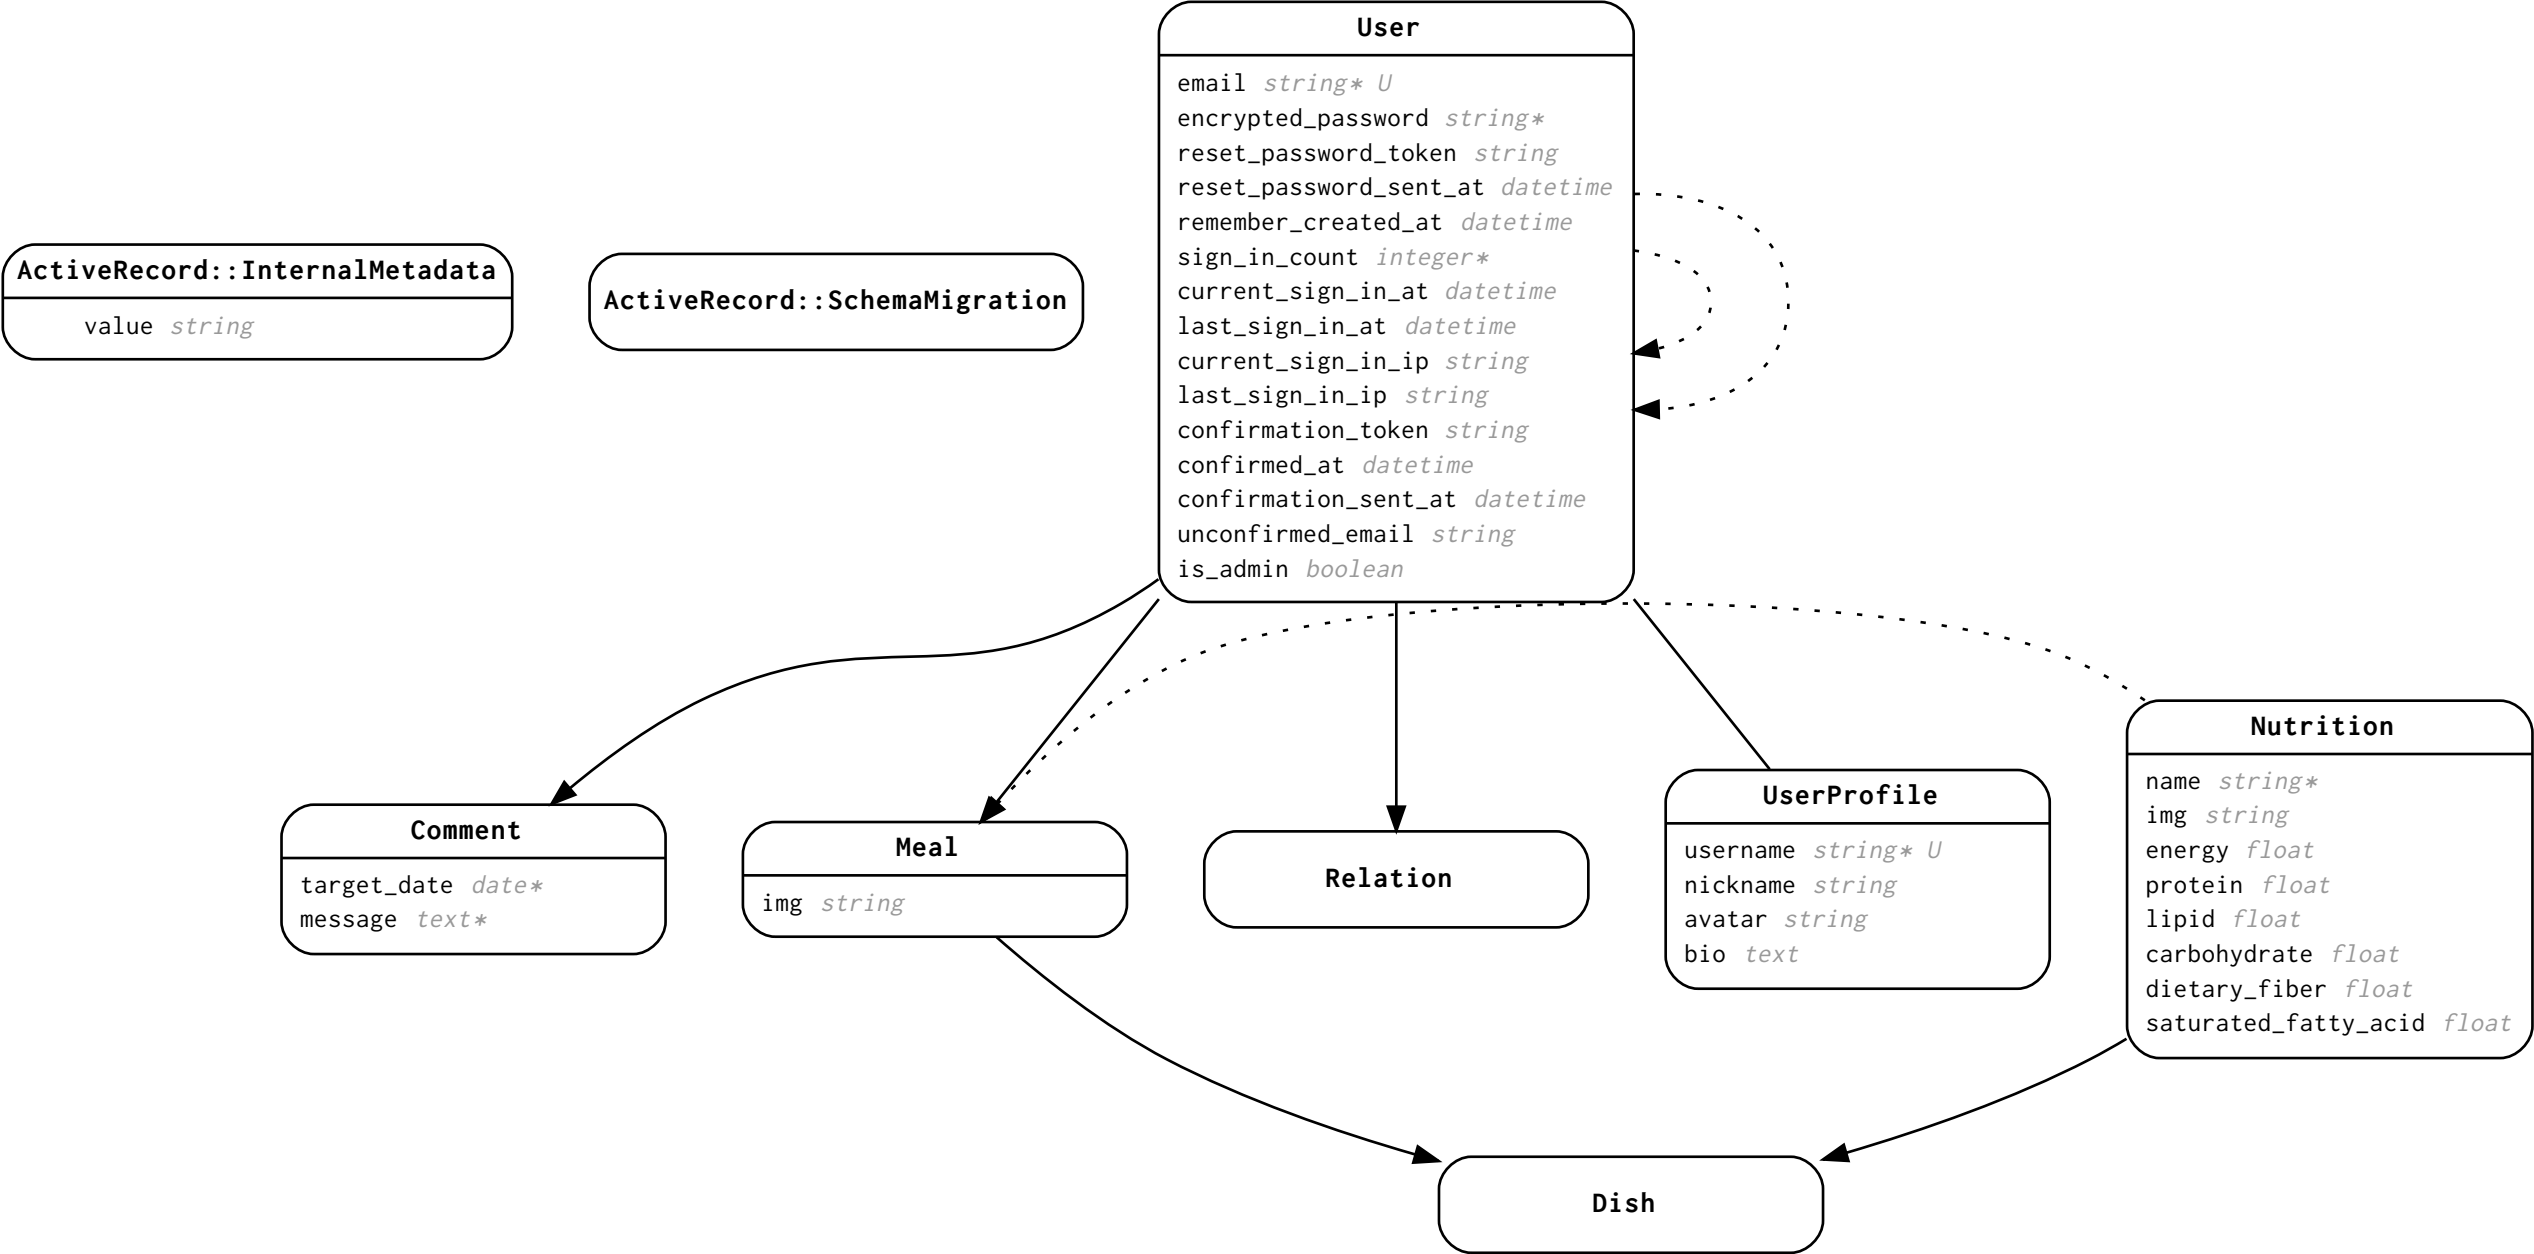 User
email string* U
encrypted_password string*
reset_password_token string
reset_password_sent_at datetime
remember_created_at datetime
sign_in_count integer*
current_sign_in_at datetime
last_sign_in_at datetime
current_sign_in_ip string
last_sign_in_ip string
confirmation_token string
confirmed_at datetime
confirmation_sent_at datetime
unconfirmed_email string
is_admin boolean
ActiveRecord::InternalMetadata
value string
ActiveRecord::SchemaMigration
Comment
target_date date*
message text*
Meal
img string
Relation
UserProfile
username string* U
nickname string
avatar string
bio text
Nutrition
name string*
img string
energy float
protein float
lipid float
carbohydrate float
dietary_fiber float
saturated_fatty_acid float
Dish